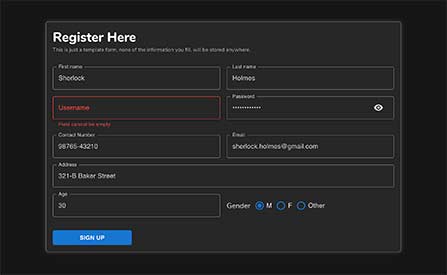 Register Here
This is just a template form, none of the information you fill, will be stored anywhere.
First name
Last name
Sherlock
Holmes
Password
Username
••••••••••••
Field cannot be empty
Contact Number
Email
98765-43210
sherlock.holmes@gmail.com
Address
321-B Baker Street
Age
30
Gender M F Other
SIGN UP